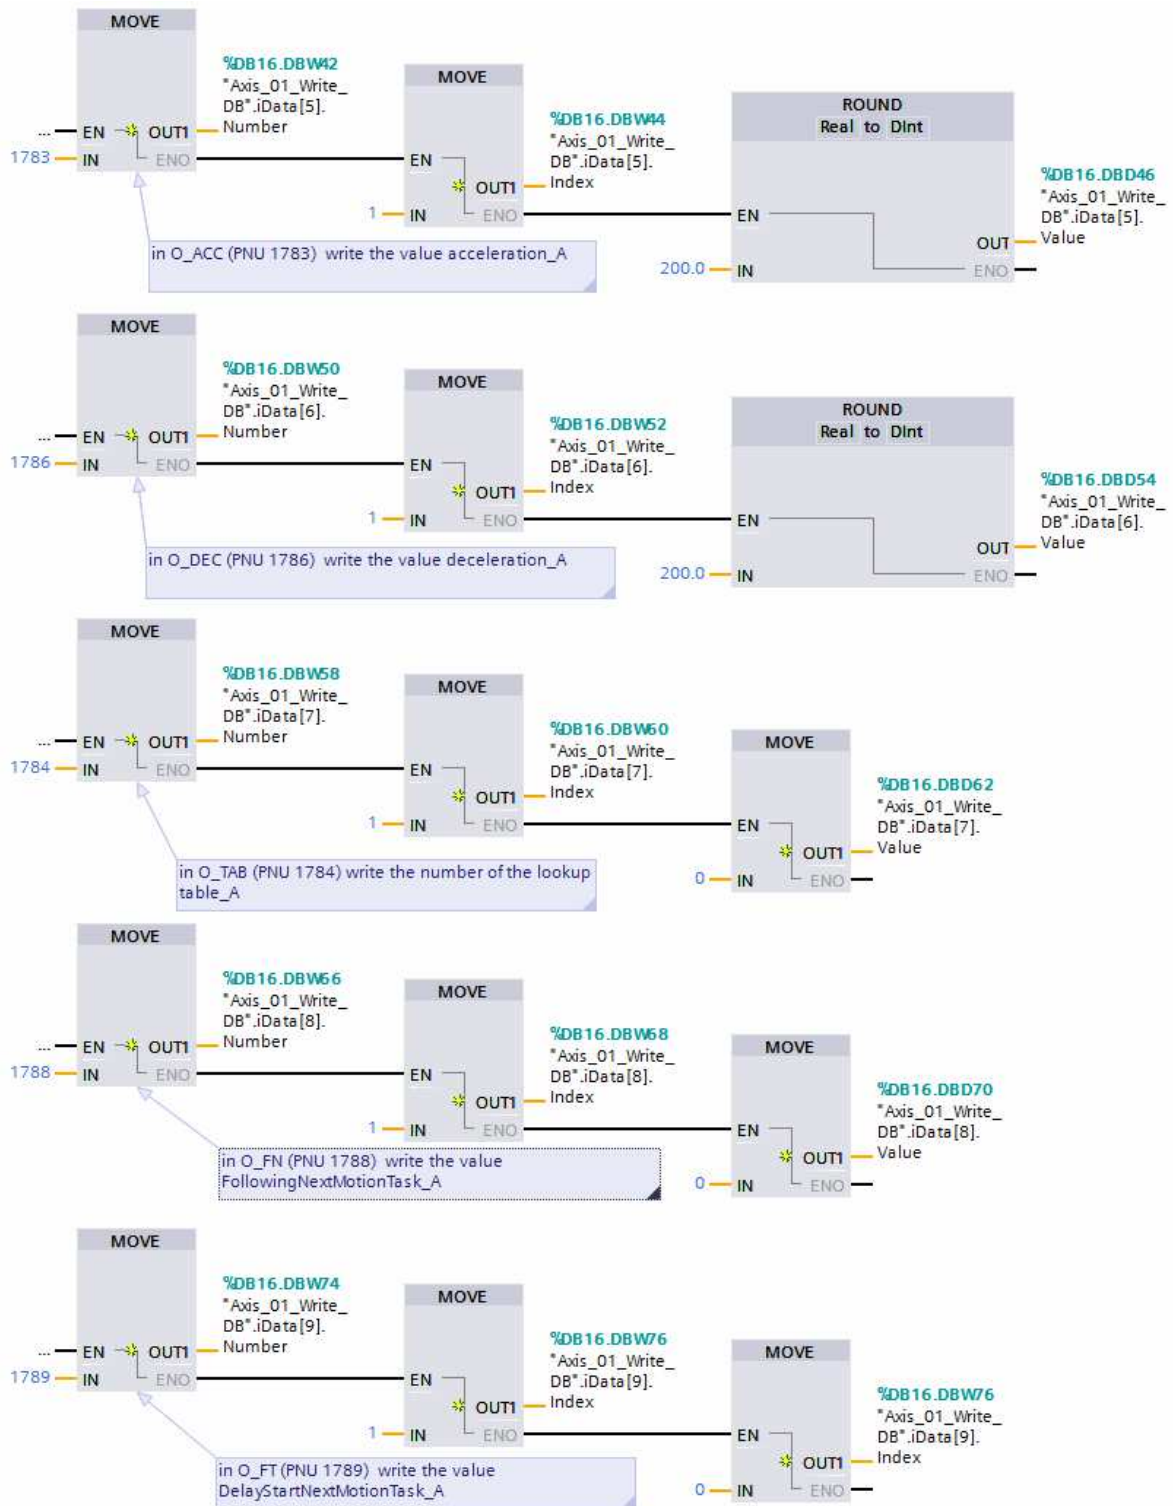 MOVE
%DB16.DBW42
"Axis_01_Write_
DB".iData[5].
Number
... EN OUT1
1783 IN ENO
MOVE
%DB16.DBW44
"Axis_01_Write_
DB".iData[5].
Index
EN OUT1
1 IN ENO
ROUND
Real to DInt
%DB16.DBD46
"Axis_01_Write_
DB".iData[5].
Value
EN OUT
200.0 IN ENO
in O_ACC (PNU 1783) write the value acceleration_A
MOVE
%DB16.DBW50
"Axis_01_Write_
DB".iData[6].
Number
... EN OUT1
1786 IN ENO
MOVE
%DB16.DBW52
"Axis_01_Write_
DB".iData[6].
Index
EN OUT1
1 IN ENO
ROUND
Real to DInt
%DB16.DBD54
"Axis_01_Write_
DB".iData[6].
Value
EN OUT
200.0 IN ENO
in O_DEC (PNU 1786) write the value deceleration_A
MOVE
%DB16.DBW58
"Axis_01_Write_
DB".iData[7].
Number
... EN OUT1
1784 IN ENO
MOVE
%DB16.DBW60
"Axis_01_Write_
DB".iData[7].
Index
EN OUT1
1 IN ENO
MOVE
%DB16.DBD62
"Axis_01_Write_
DB".iData[7].
Value
EN OUT1
0 IN ENO
in O_TAB (PNU 1784) write the number of the lookup
table_A
MOVE
%DB16.DBW66
"Axis_01_Write_
DB".iData[8].
Number
... EN OUT1
1788 IN ENO
MOVE
%DB16.DBW68
"Axis_01_Write_
DB".iData[8].
Index
EN OUT1
1 IN ENO
MOVE
%DB16.DBD70
"Axis_01_Write_
DB".iData[8].
Value
EN OUT1
0 IN ENO
in O_FN (PNU 1788) write the value
FollowingNextMotionTask_A
MOVE
%DB16.DBW74
"Axis_01_Write_
DB".iData[9].
Number
... EN OUT1
1789 IN ENO
MOVE
%DB16.DBW76
"Axis_01_Write_
DB".iData[9].
Index
EN OUT1
1 IN ENO
MOVE
%DB16.DBW76
"Axis_01_Write_
DB".iData[9].
Index
EN OUT1
0 IN ENO
in O_FT (PNU 1789) write the value
DelayStartNextMotionTask_A